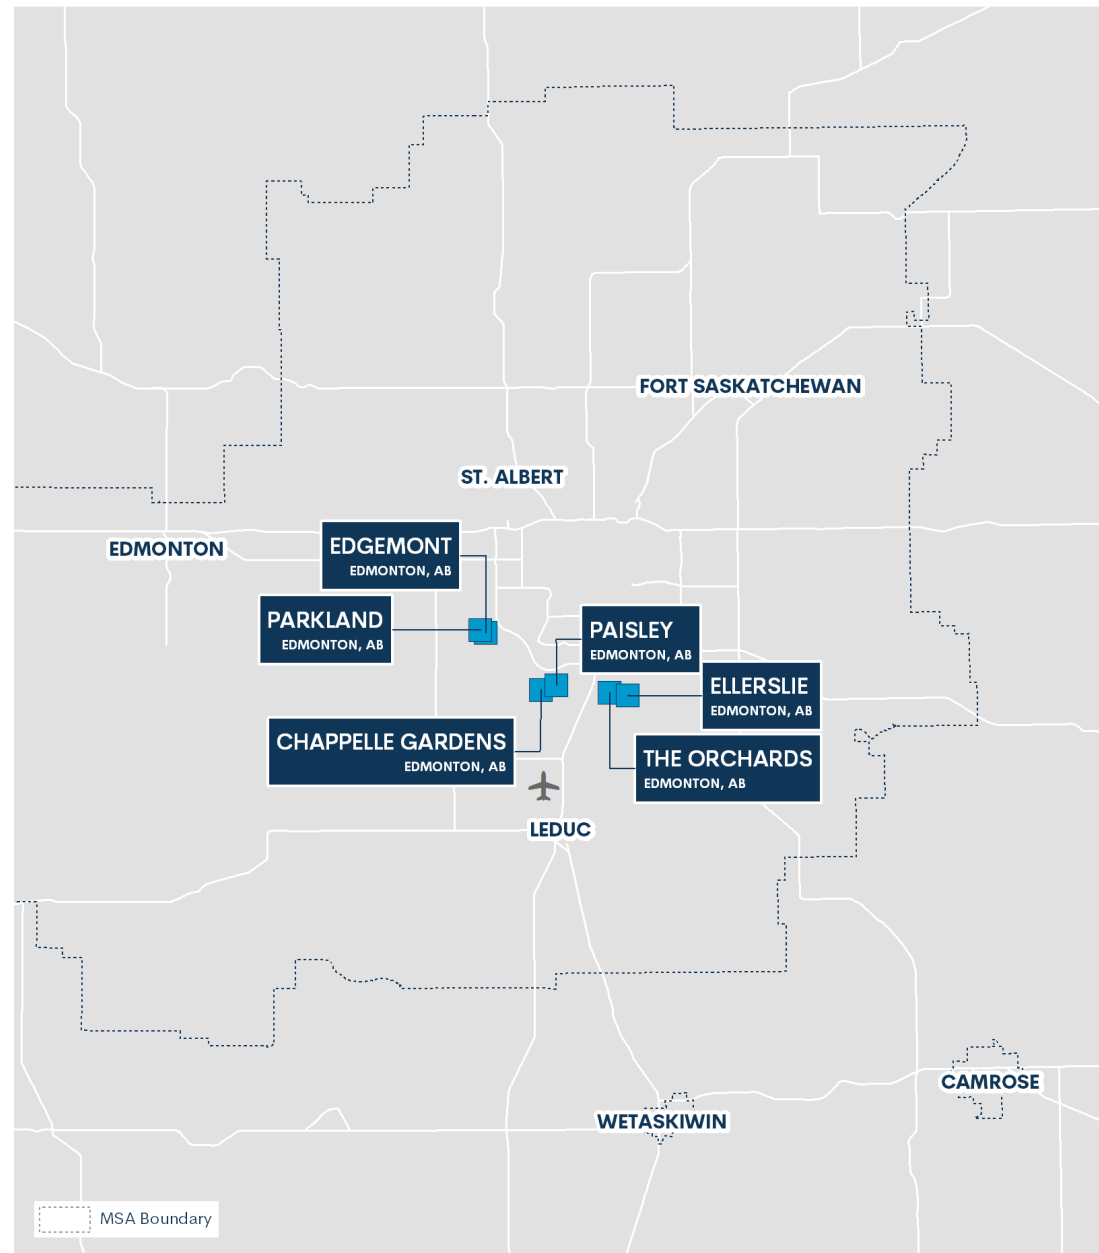 FORT SASKATCHEWAN
ST. ALBERT
EDMONTON
EDGEMONT
EDMONTON, AB
PARKLAND
EDMONTON, AB
PAISLEY
EDMONTON, AB
ELLERSLIE
EDMONTON, AB
CHAPPELLE GARDENS
EDMONTON, AB
THE ORCHARDS
EDMONTON, AB
LEDUC
CAMROSE
WETASKIWIN
MSA Boundary